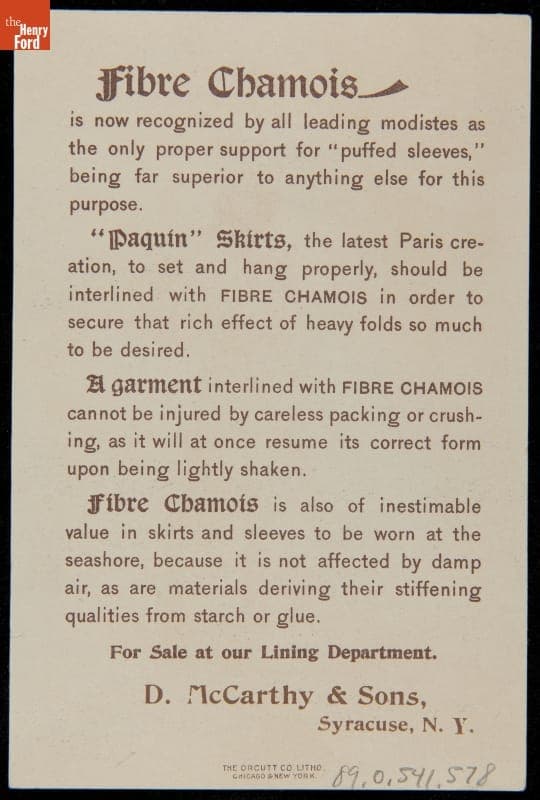 the
Henry
Ford
Fibre Chamois
is now recognized by all leading modistes as
the only proper support for "puffed sleeves,"
being far superior to anything else for this
purpose.
"Paquin" Skirts, the latest Paris cre-
ation, to set and hang properly, should be
interlined with FIBRE CHAMOIS in order to
secure that rich effect of heavy folds so much
to be desired.
A garment interlined with FIBRE CHAMOIS
cannot be injured by careless packing or crush-
ing, as it will at once resume its correct form
upon being lightly shaken.
Fibre Chamois is also of inestimable
value in skirts and sleeves to be worn at the
seashore, because it is not affected by damp
air, as are materials deriving their stiffening
qualities from starch or glue.
For Sale at our Lining Department.
D. McCarthy & Sons,
Syracuse, N. Y.
THE ORCUTT CO LITHO.
CHICAGO & NEW YORK.
89.0.541.578